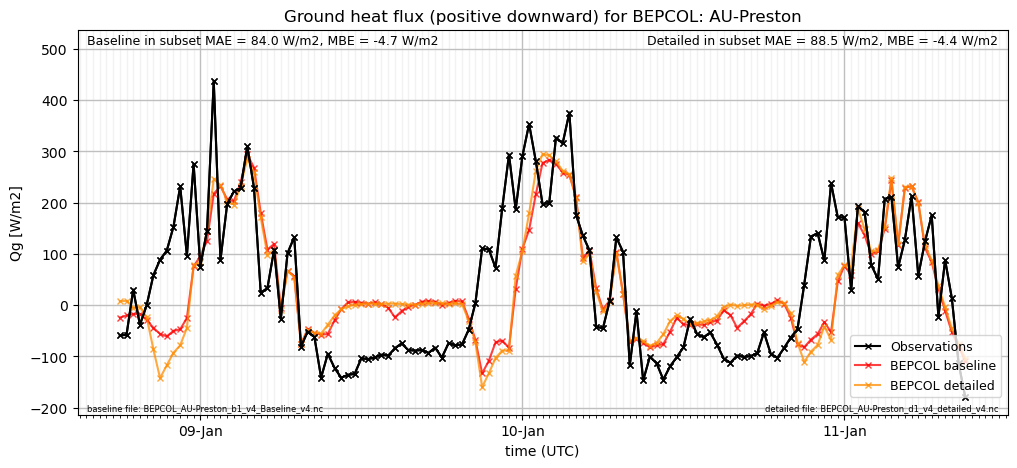 Ground heat flux (positive downward) for BEPCOL: AU-Preston
Baseline in subset MAE = 84.0 W/m2, MBE = -4.7 W/m2
Detailed in subset MAE = 88.5 W/m2, MBE = -4.4 W/m2
500
400
300
200
100
0
−100
−200
Qg [W/m2]
Observations
BEPCOL baseline
BEPCOL detailed
baseline file: BEPCOL_AU-Preston_b1_v4_Baseline_v4.nc
detailed file: BEPCOL_AU-Preston_d1_v4_detailed_v4.nc
09-Jan
10-Jan
11-Jan
time (UTC)